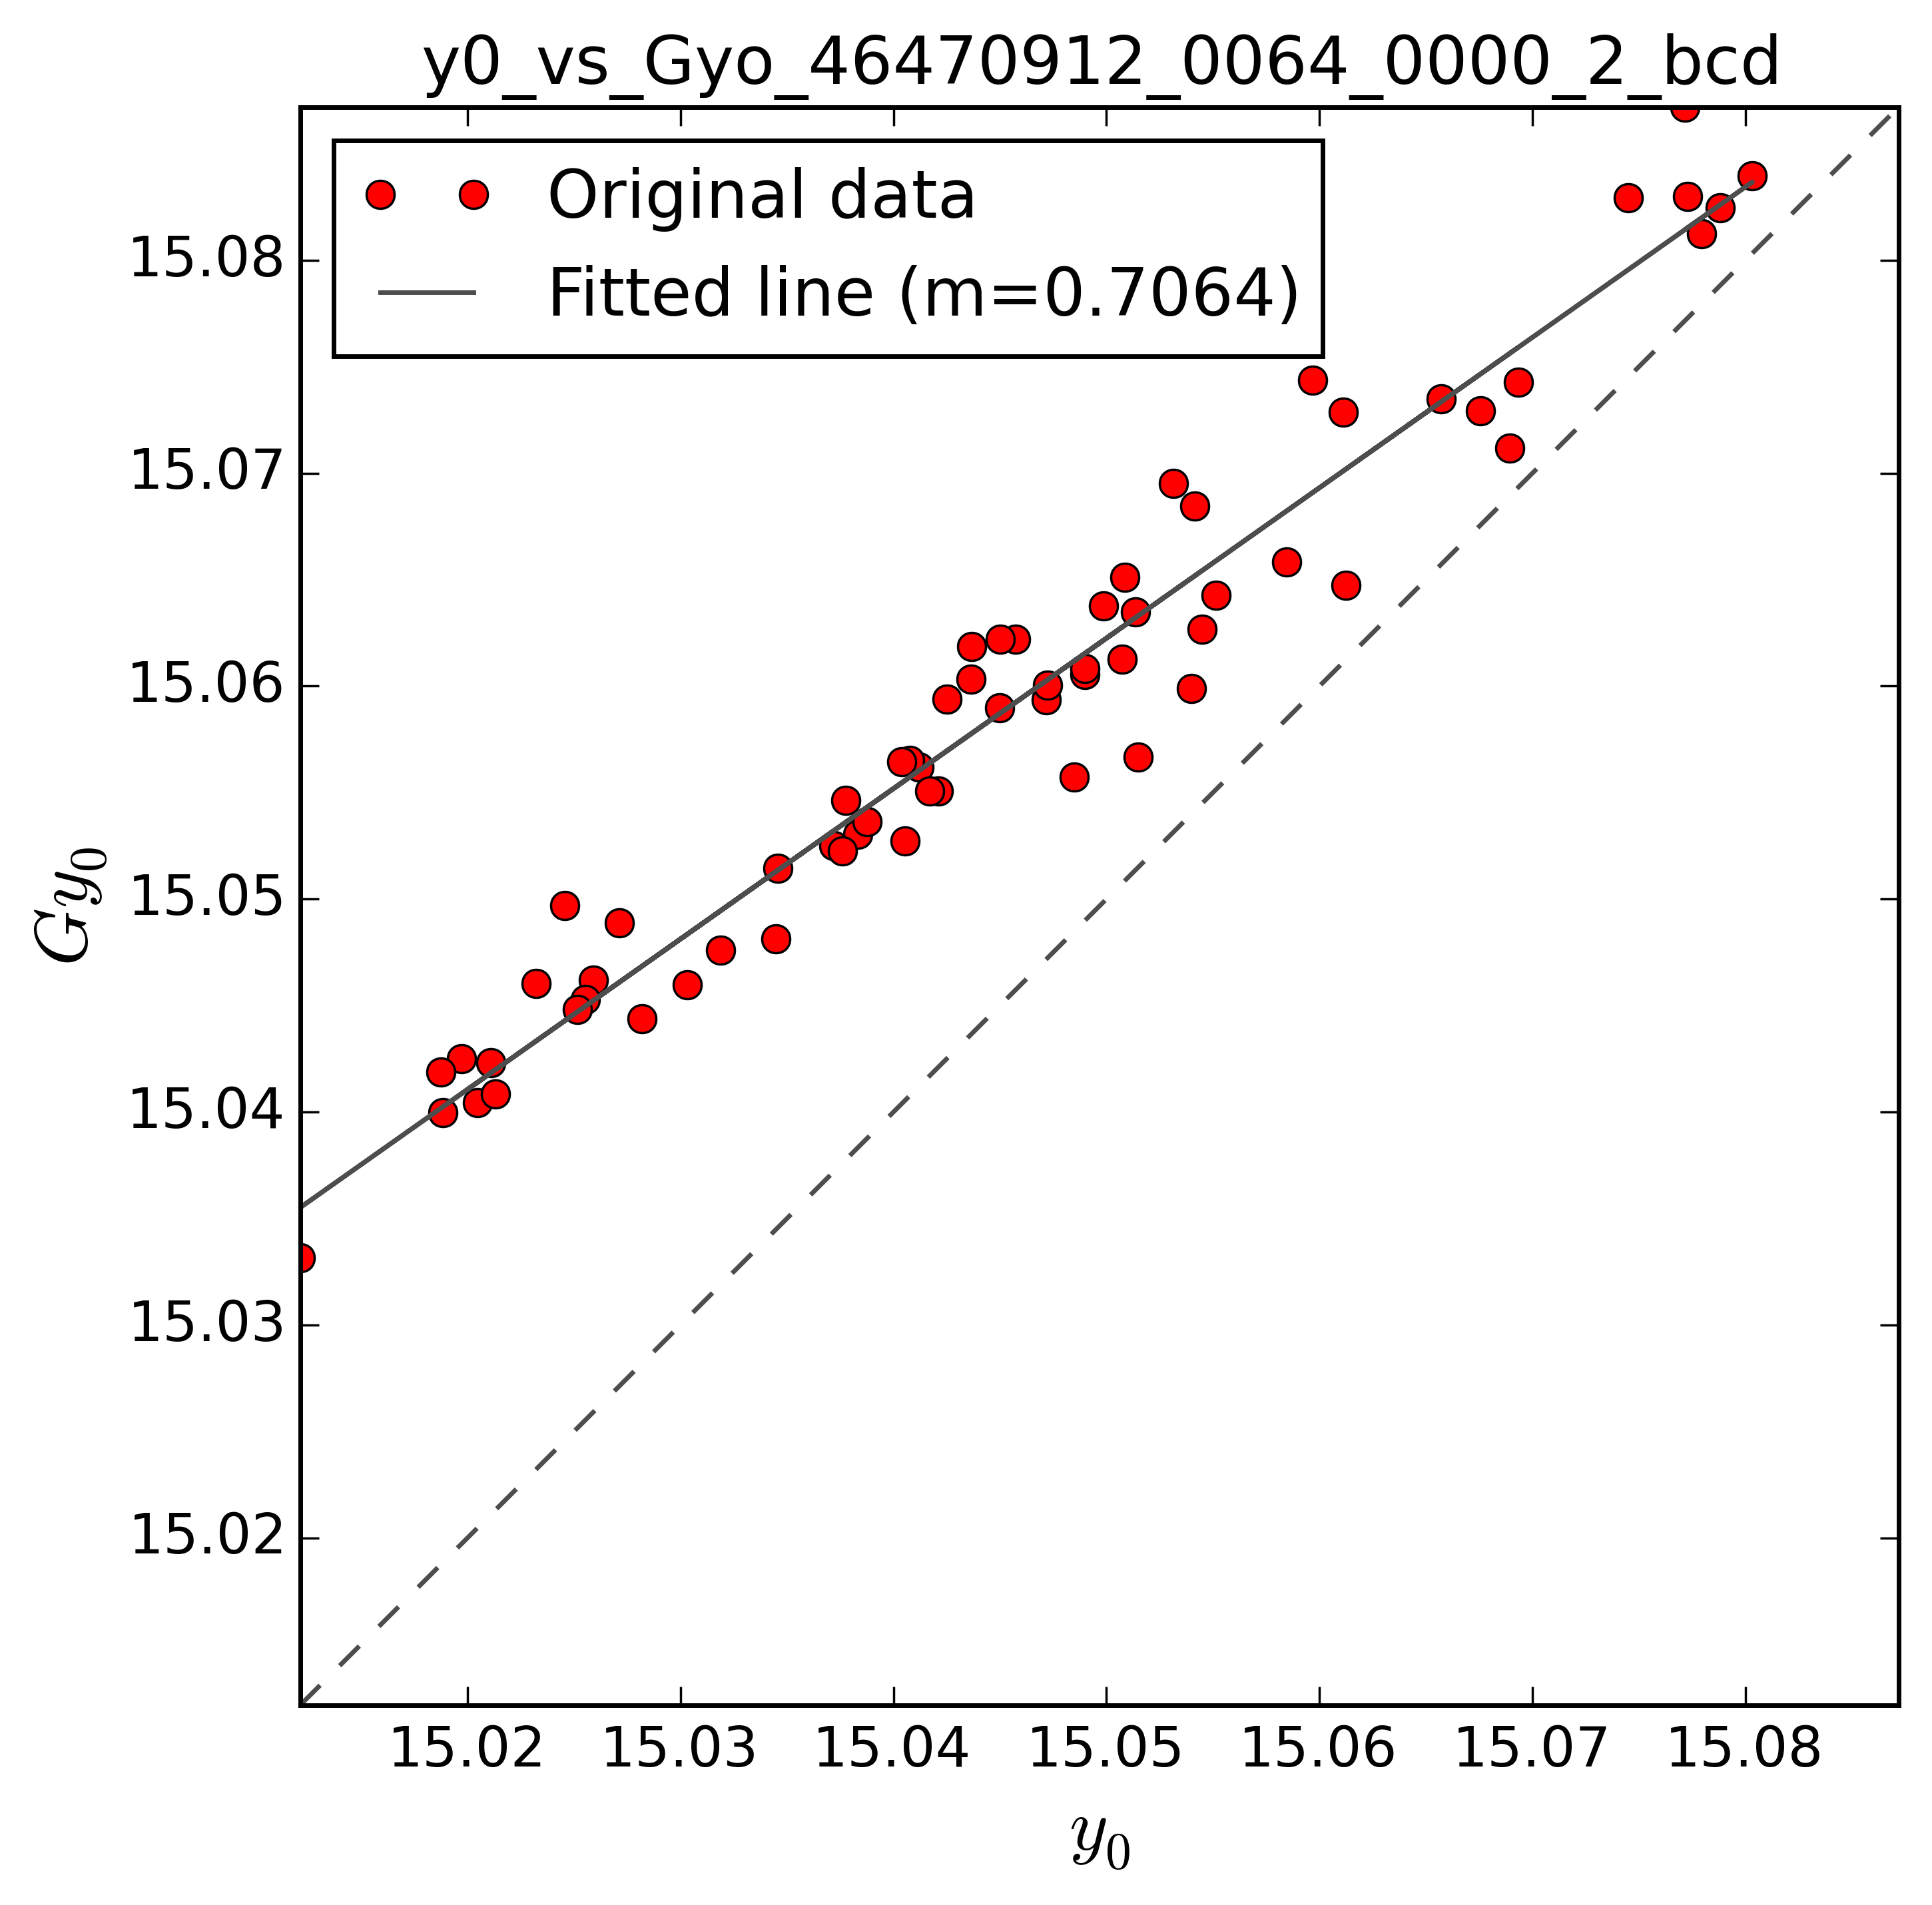 y0_vs_Gyo_46470912_0064_0000_2_bcd
Original data
Fitted line (m=0.7064)
15.08
15.07
15.06
15.05
15.04
15.03
15.02
Gy₀
15.02 15.03 15.04 15.05 15.06 15.07 15.08
y₀